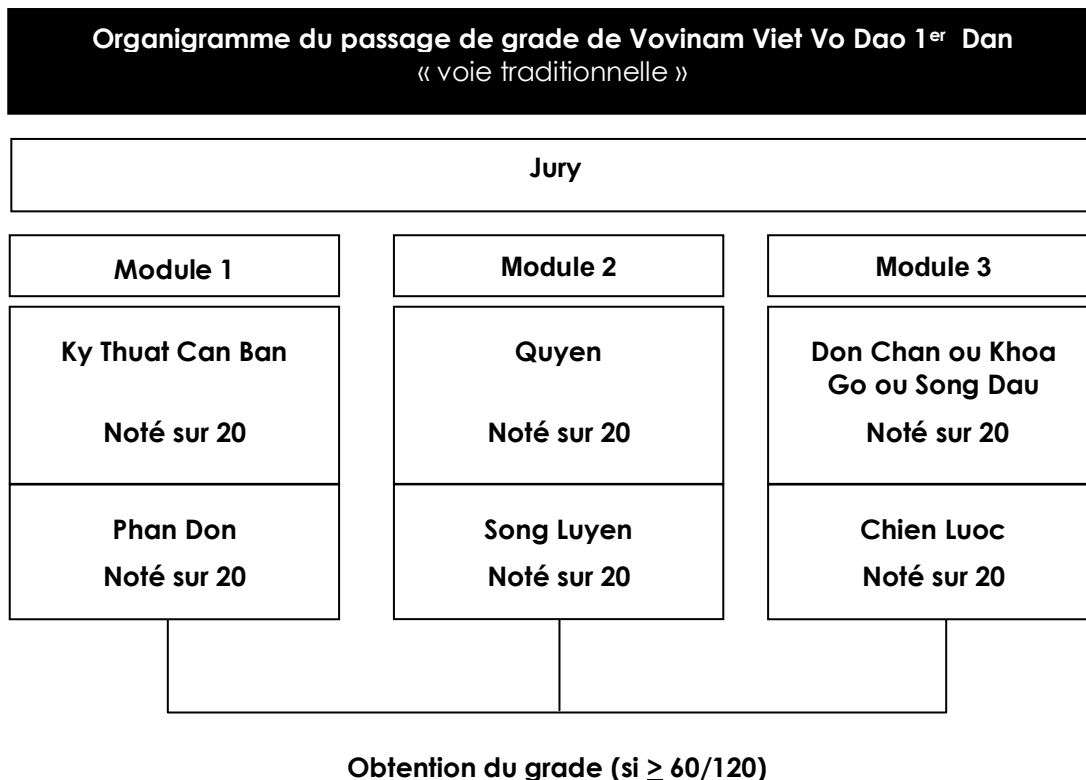 Organigramme du passage de grade de Vovinam Viet Vo Dao 1er Dan
« voie traditionnelle »
Jury
Module 1
Ky Thuat Can Ban
Noté sur 20
Phan Don
Noté sur 20
Module 2
Quyen
Noté sur 20
Song Luyen
Noté sur 20
Module 3
Don Chan ou Khoa
Go ou Song Dau
Noté sur 20
Chien Luoc
Noté sur 20
Obtention du grade (si ≥ 60/120)